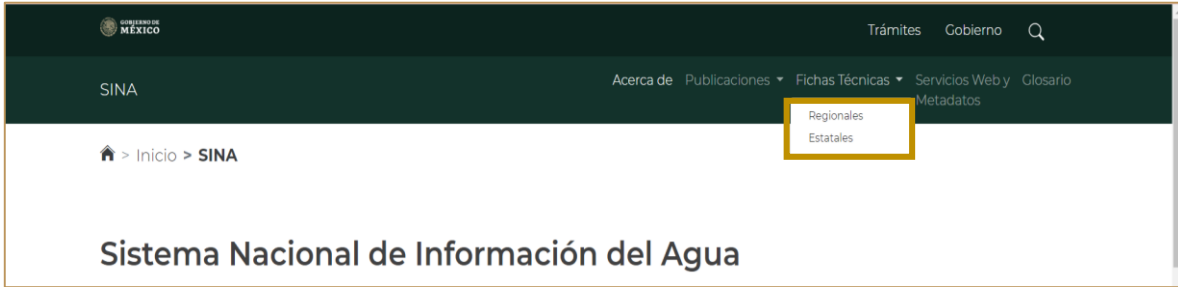 GOBIERNO DE
MÉXICO
Trámites Gobierno
SINA
Acerca de Publicaciones Fichas Técnicas Servicios Web y Metadatos Glosario
Regionales
Estatales
> Inicio > SINA
Sistema Nacional de Información del Agua